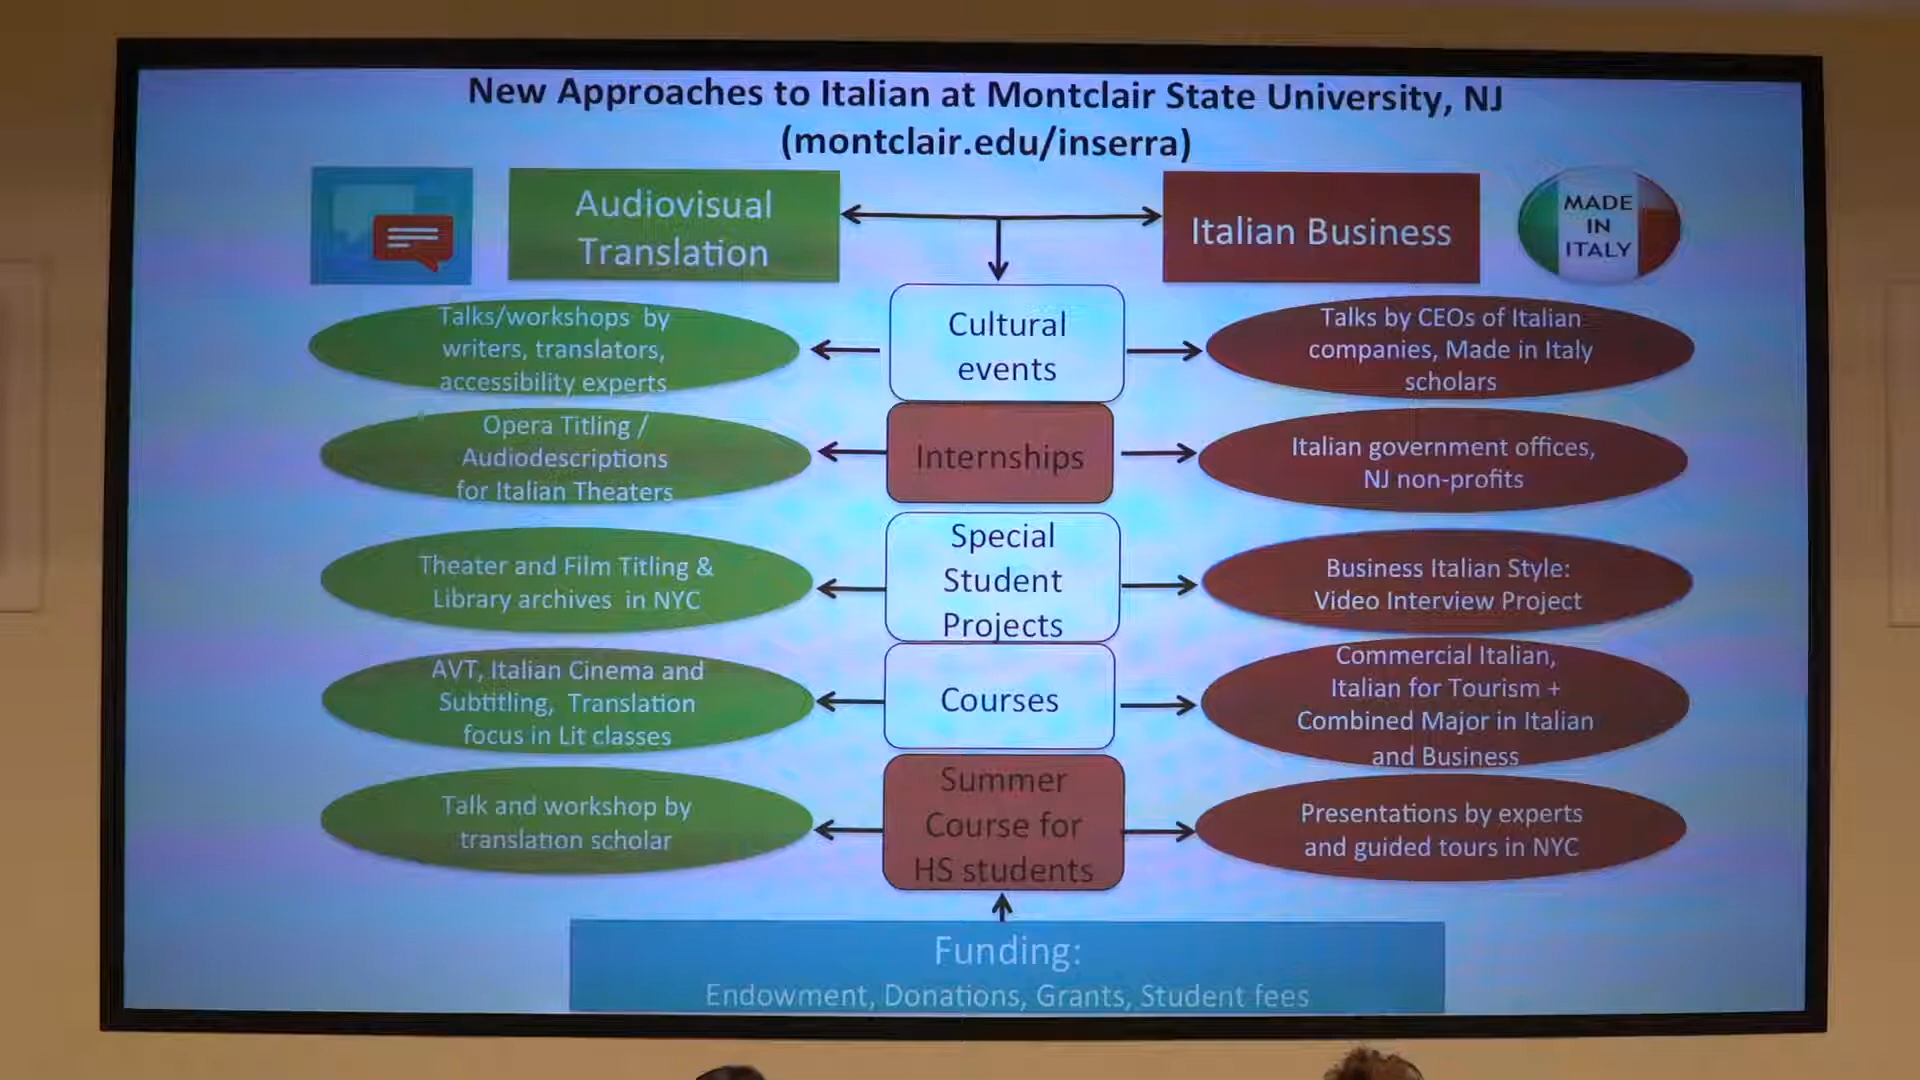 New Approaches to Italian at Montclair State University, NJ
(montclair.edu/inserra)
Audiovisual
Translation
Italian Business
MADE
IN
ITALY
Talks/workshops by
writers, translators,
accessibility experts
Cultural
events
Talks by CEOs of Italian
companies, Made in Italy
scholars
Opera Titling /
Audiodescriptions
for Italian Theaters
Internships
Italian government offices,
NJ non-profits
Theater and Film Titling &
Library archives in NYC
Special
Student
Projects
Business Italian Style:
Video Interview Project
AVT, Italian Cinema and
Subtitling, Translation
focus in Lit classes
Courses
Commercial Italian,
Italian for Tourism +
Combined Major in Italian
and Business
Talk and workshop by
translation scholar
Summer
Course for
HS students
Presentations by experts
and guided tours in NYC
Funding:
Endowment, Donations, Grants, Student fees